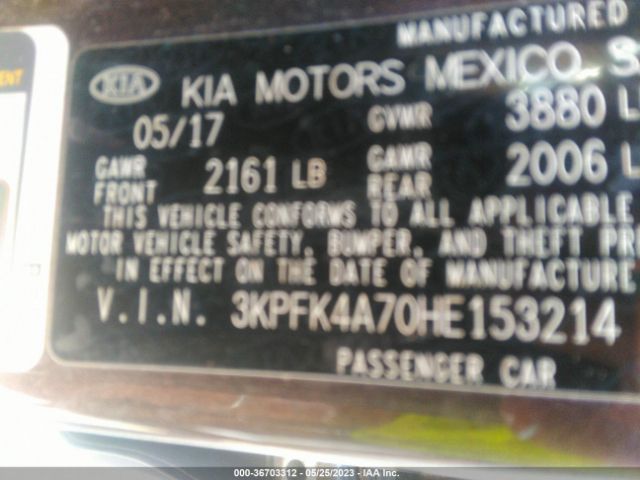 ENT
MANUFACTURED
KIA KIA MOTORS MEXICO, S
05/17 GVWR 3880 L
GAWR FRONT 2161 LB GAWR REAR 2006 L
THIS VEHICLE CONFORMS TO ALL APPLICABLE
MOTOR VEHICLE SAFETY, BUMPER, AND THEFT PR
IN EFFECT ON THE DATE OF MANUFACTURE
V.I.N. 3KPFK4A70HE153214
PASSENGER CAR
000-36703312 - 05/25/2023 - IAA Inc.